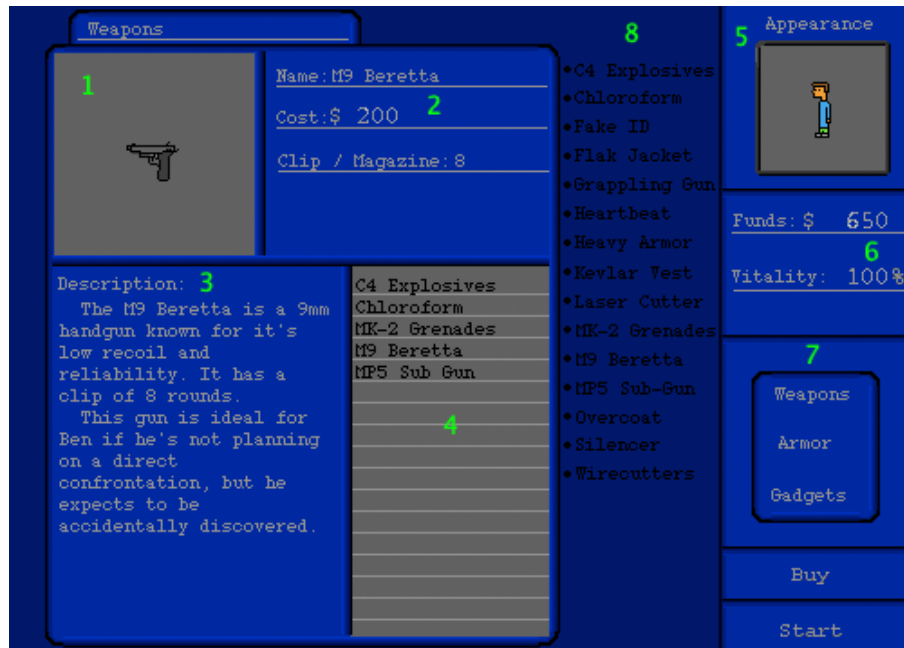 Weapons
1
Name:M9 Beretta
Cost:$ 200
2
Clip / Magazine:8
Description: 3
The M9 Beretta is a 9mm
handgun known for it's
low recoil and
reliability. It has a
clip of 8 rounds.
This gun is ideal for
Ben if he's not planning
on a direct
confrontation, but he
expects to be
accidentally discovered.
C4 Explosives
Chloroform
MK-2 Grenades
M9 Beretta
MP5 Sub Gun
4
8
•C4 Explosives
•Chloroform
•Fake ID
•Flak Jacket
•Grappling Gun
•Heartbeat
•Heavy Armor
•Kevlar Vest
•Laser Cutter
•MK-2 Grenades
•M9 Beretta
•MP5 Sub-Gun
•Overcoat
•Silencer
•Wirecutters
5
Appearance
Funds: $ 650
6
Vitality: 100%
7
Weapons
Armor
Gadgets
Buy
Start